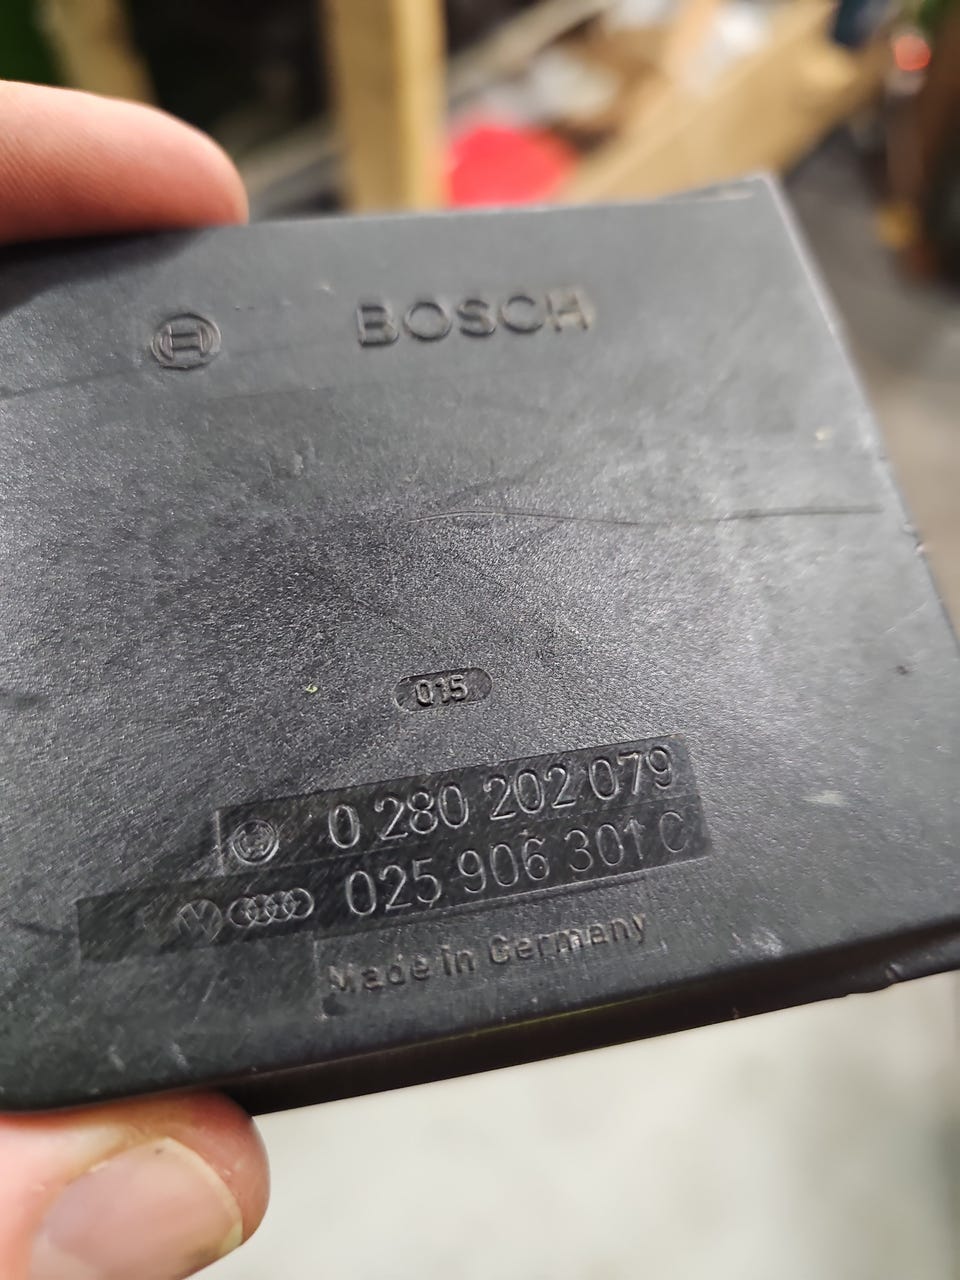 BOSCH
015
0 280 202 079
025 906 301 C
Made in Germany